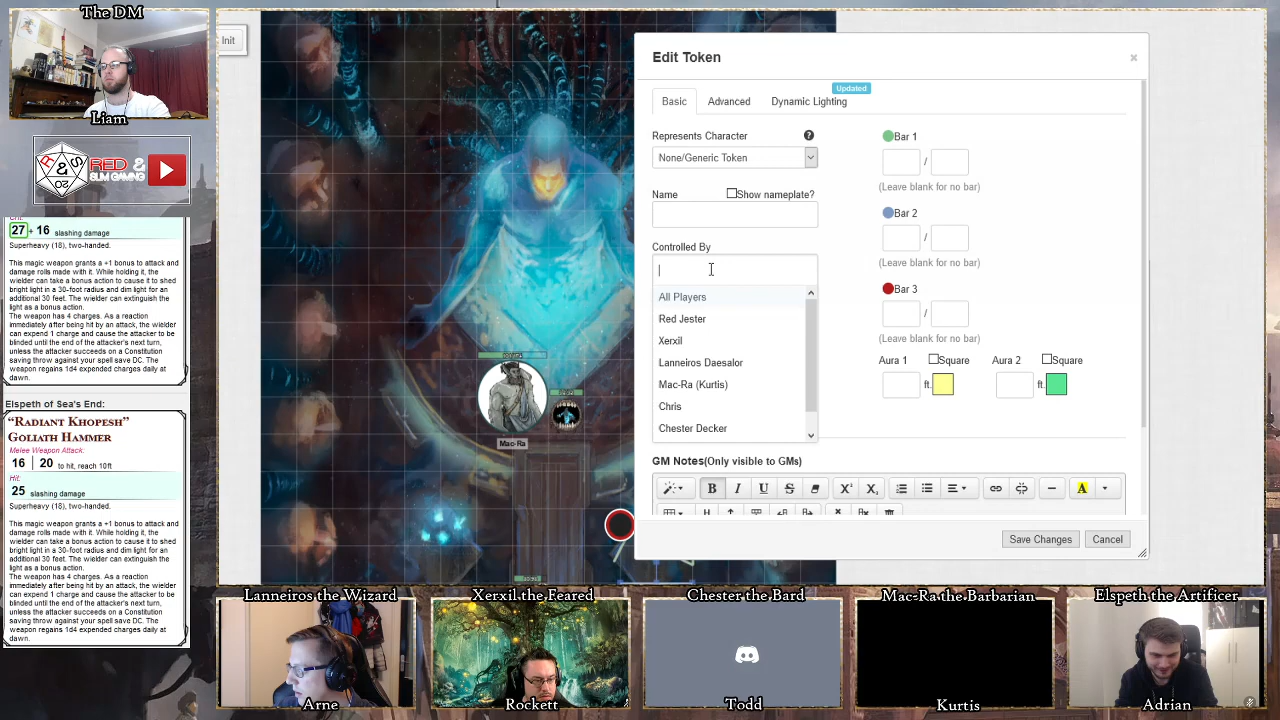 The DM
Liam
RED &
SLIM GAMING
R
&
S
20
Init
27 + 16 slashing damage
Superheavy (18), two-handed.
This magic weapon grants a +1 bonus to attack and
damage rolls made with it. While holding it, the wielder
can take a bonus action to cause it to shed
bright light in a 30-foot radius and dim light for an
additional 30 feet. The wielder can extinguish the
light as a bonus action.
The weapon has 4 charges. As a reaction
immediately after being hit by an attack, the wielder
can expend 1 charge and cause the attacker to be
blinded until the end of the attacker's next turn,
unless the attacker succeeds on a Constitution
saving throw against your spell save DC. The
weapon regains 1d4 expended charges daily at
dawn.
Elspeth of Sea's End:
"Radiant Khopesh"
Goliath Hammer
Melee Weapon Attack:
16 | 20 to hit, reach 10ft
Hit:
25 slashing damage
Superheavy (18), two-handed.
This magic weapon grants a +1 bonus to attack
and damage rolls made with it. While holding it, the
wielder can take a bonus action to cause it to shed
bright light in a 30-foot radius and dim light for an
additional 30 feet. The wielder can extinguish the
light as a bonus action.
The weapon has 4 charges. As a reaction
immediately after being hit by an attack, the wielder
can expend 1 charge and cause the attacker to be
blinded until the end of the attacker's next turn,
unless the attacker succeeds on a Constitution
saving throw against your spell save DC. The
weapon regains 1d4 expended charges daily at
dawn.
Mac-Ra
Edit Token
×
Updated
Basic Advanced Dynamic Lighting
Represents Character
None/Generic Token
Name Show nameplate?
Controlled By
All Players
Red Jester
Xerxil
Lanneiros Daesalor
Mac-Ra (Kurtis)
Chris
Chester Decker
Bar 1
/
(Leave blank for no bar)
Bar 2
/
(Leave blank for no bar)
Bar 3
/
(Leave blank for no bar)
Aura 1 Square Aura 2 Square
ft. ft.
GM Notes(Only visible to GMs)
B I U S X² X₂ A
Save Changes Cancel
Lanneiros the Wizard
Arne
Xerxil the Feared
Rockett
Chester the Bard
Todd
Mac-Ra the Barbarian
Kurtis
Elspeth the Artificer
Adrian